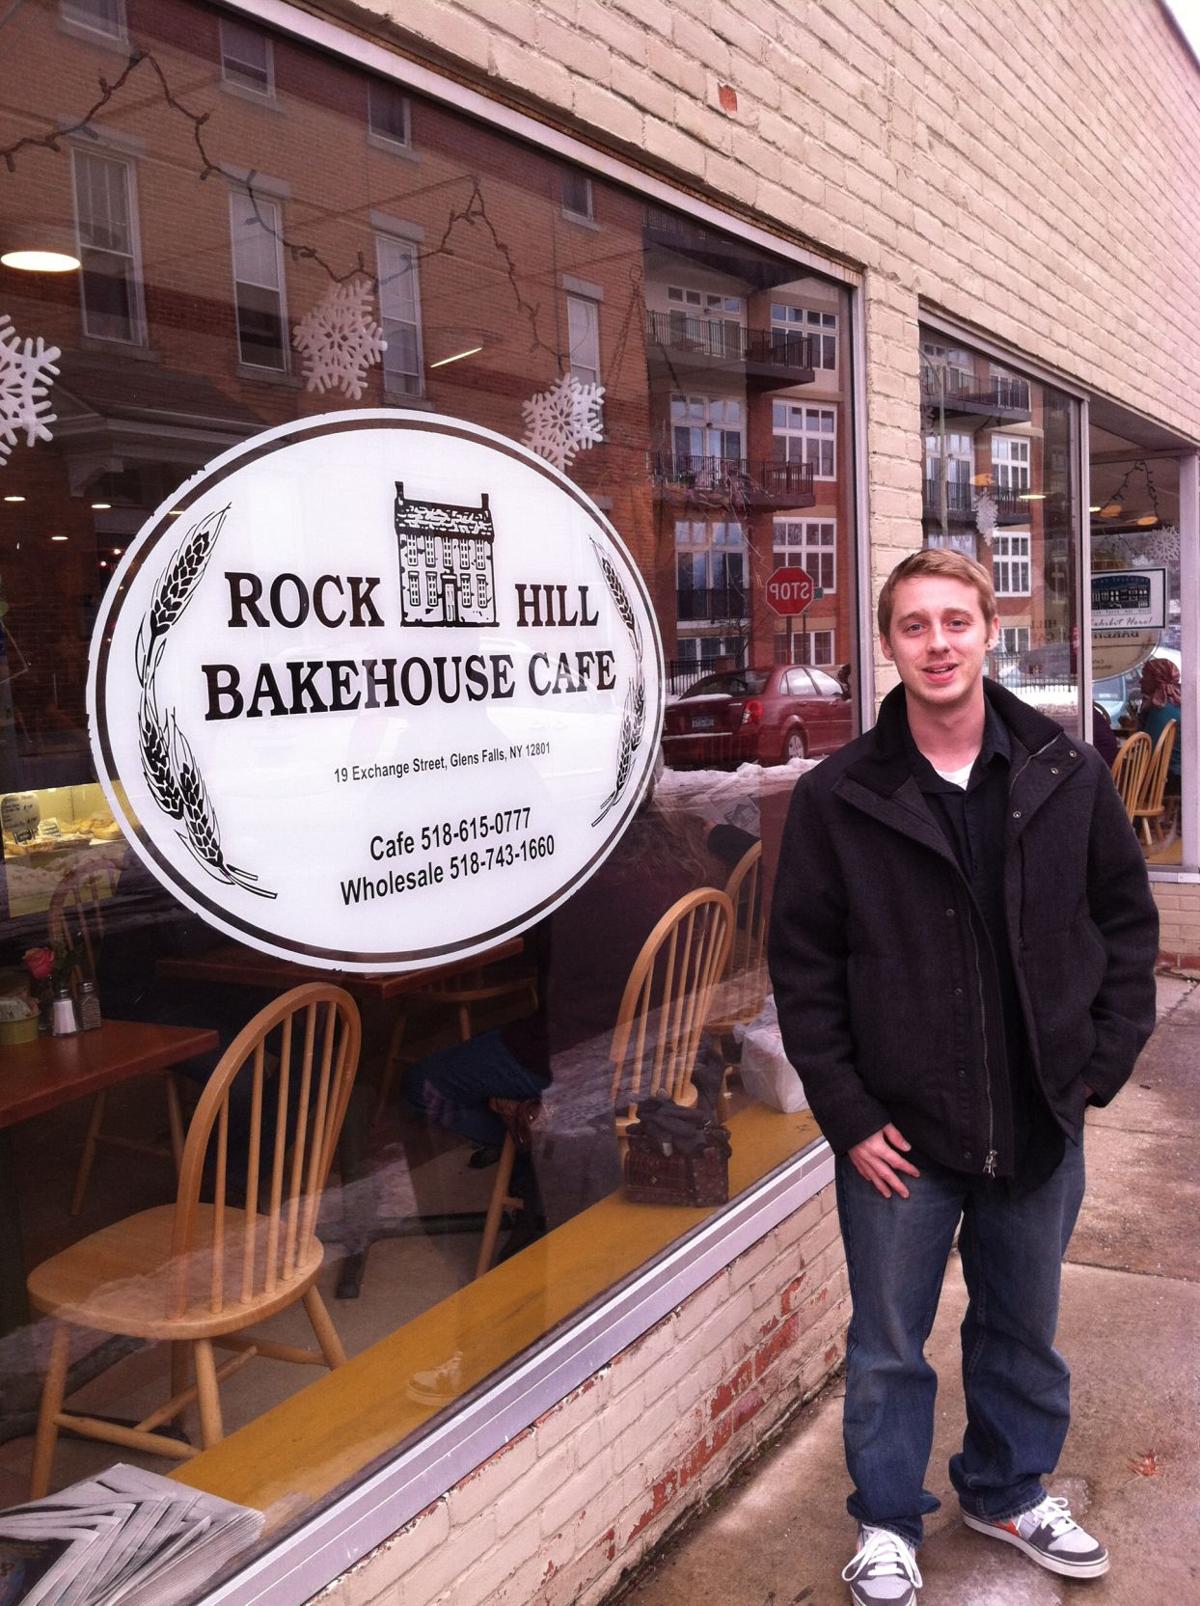 ROCK HILL
BAKEHOUSE CAFE
19 Exchange Street, Glens Falls, NY 12801
Cafe 518-615-0777
Wholesale 518-743-1660
STOP